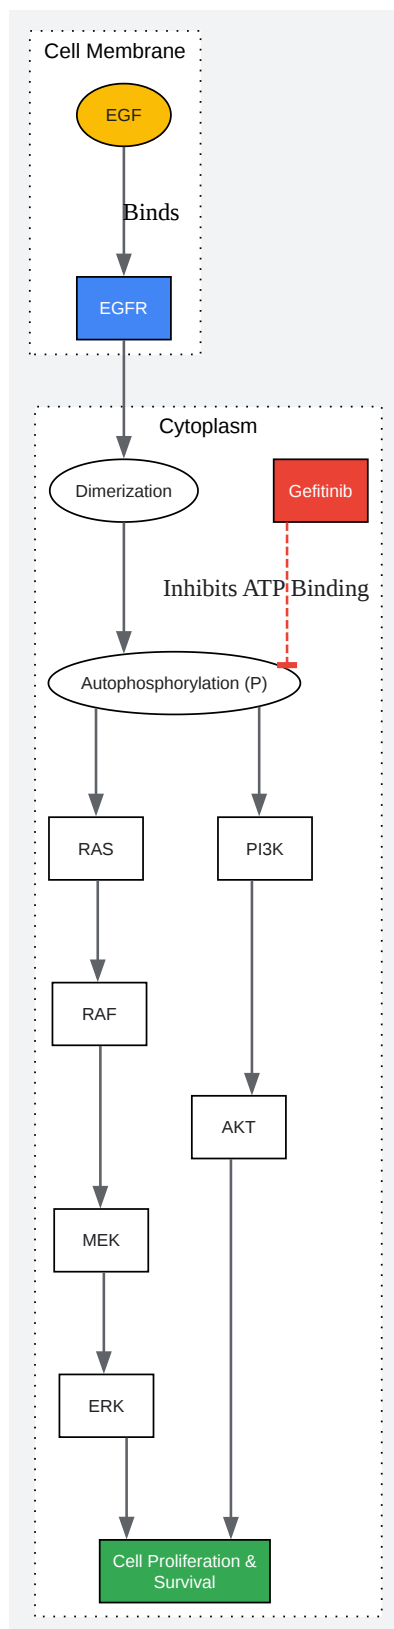 Cell Membrane
EGF
Binds
EGFR
Cytoplasm
Dimerization
Gefitinib
Inhibits ATP Binding
Autophosphorylation (P)
RAS
PI3K
RAF
AKT
MEK
ERK
Cell Proliferation &
Survival